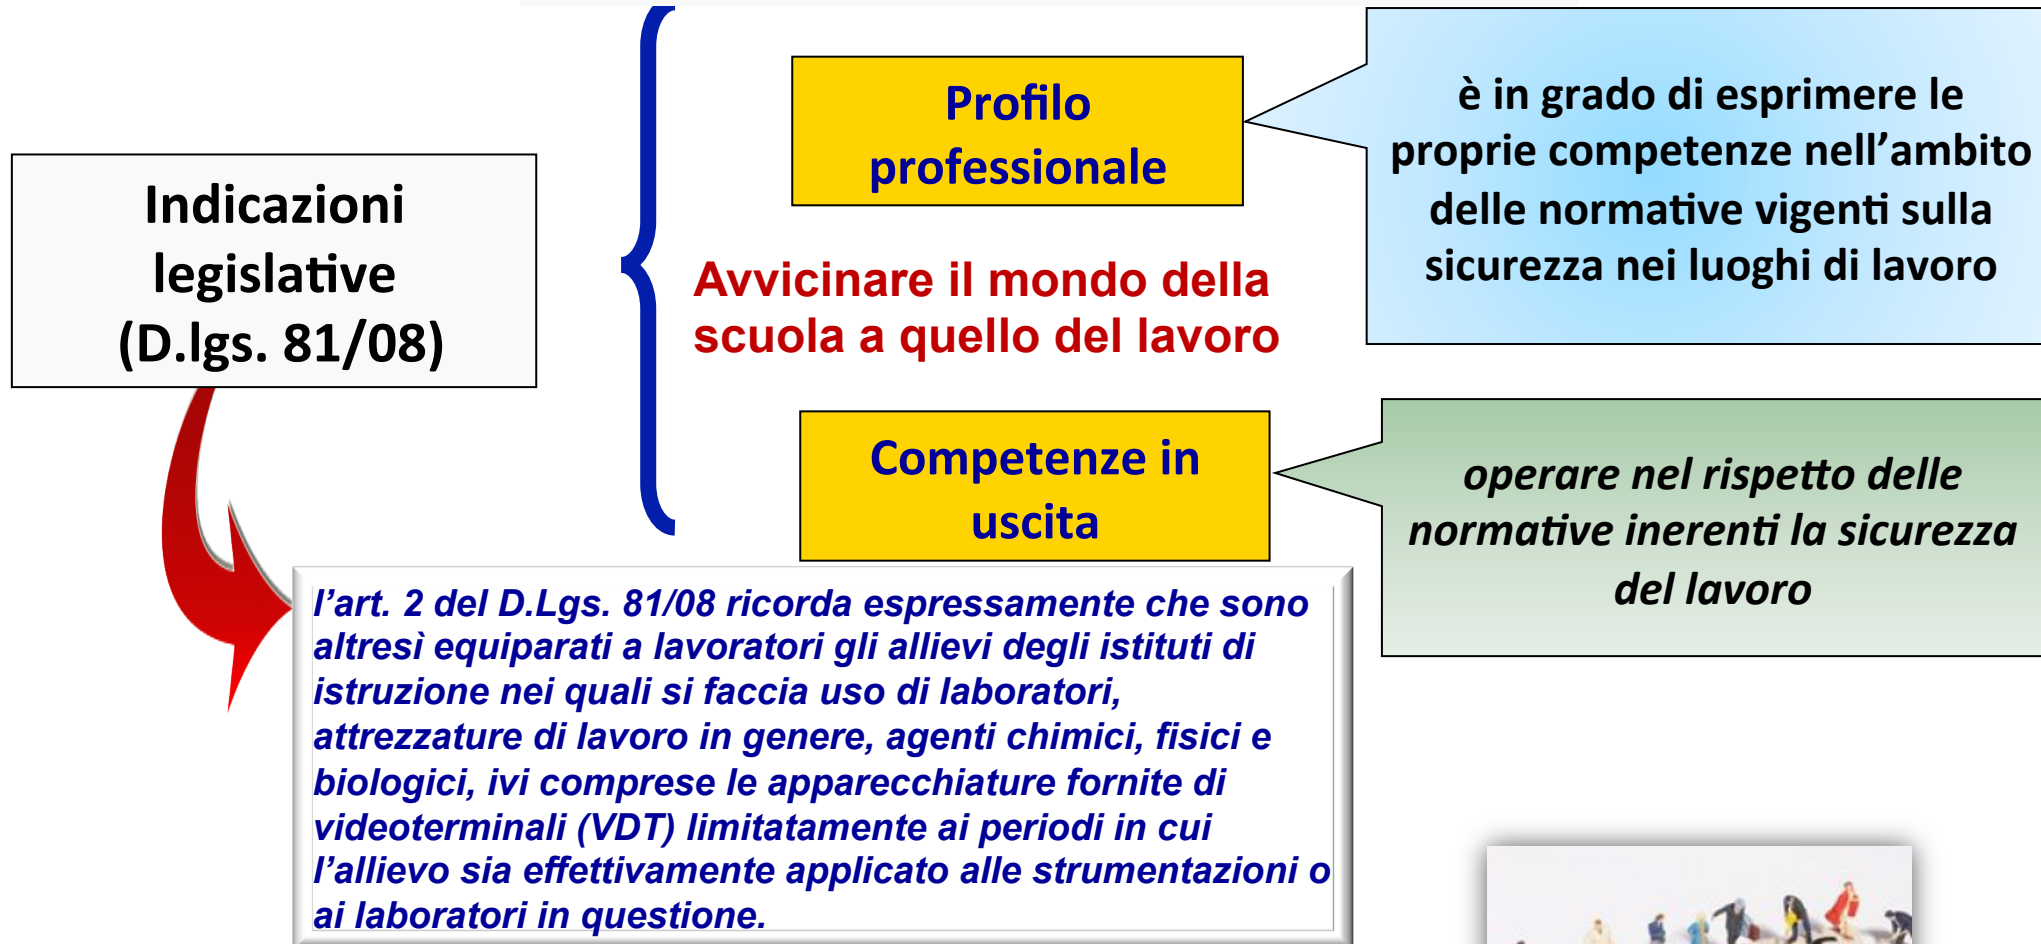 Indicazioni
legislative
(D.lgs. 81/08)
Profilo
professionale
è in grado di esprimere le
proprie competenze nell’ambito
delle normative vigenti sulla
sicurezza nei luoghi di lavoro
Avvicinare il mondo della
scuola a quello del lavoro
Competenze in
uscita
operare nel rispetto delle
normative inerenti la sicurezza
del lavoro
l’art. 2 del D.Lgs. 81/08 ricorda espressamente che sono
altresì equiparati a lavoratori gli allievi degli istituti di
istruzione nei quali si faccia uso di laboratori,
attrezzature di lavoro in genere, agenti chimici, fisici e
biologici, ivi comprese le apparecchiature fornite di
videoterminali (VDT) limitatamente ai periodi in cui
l’allievo sia effettivamente applicato alle strumentazioni o
ai laboratori in questione.